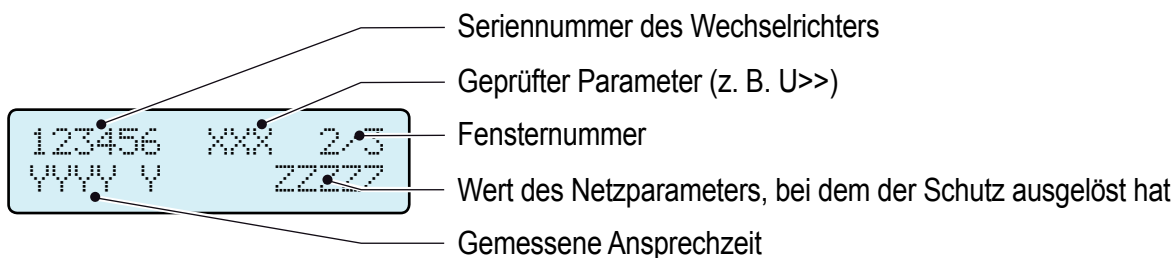 Seriennummer des Wechselrichters
Geprüfter Parameter (z. B. U>>)
Fensternummer
Wert des Netzparameters, bei dem der Schutz ausgelöst hat
Gemessene Ansprechzeit
123456 XXX 2/5
YYYY Y ZZZZZ